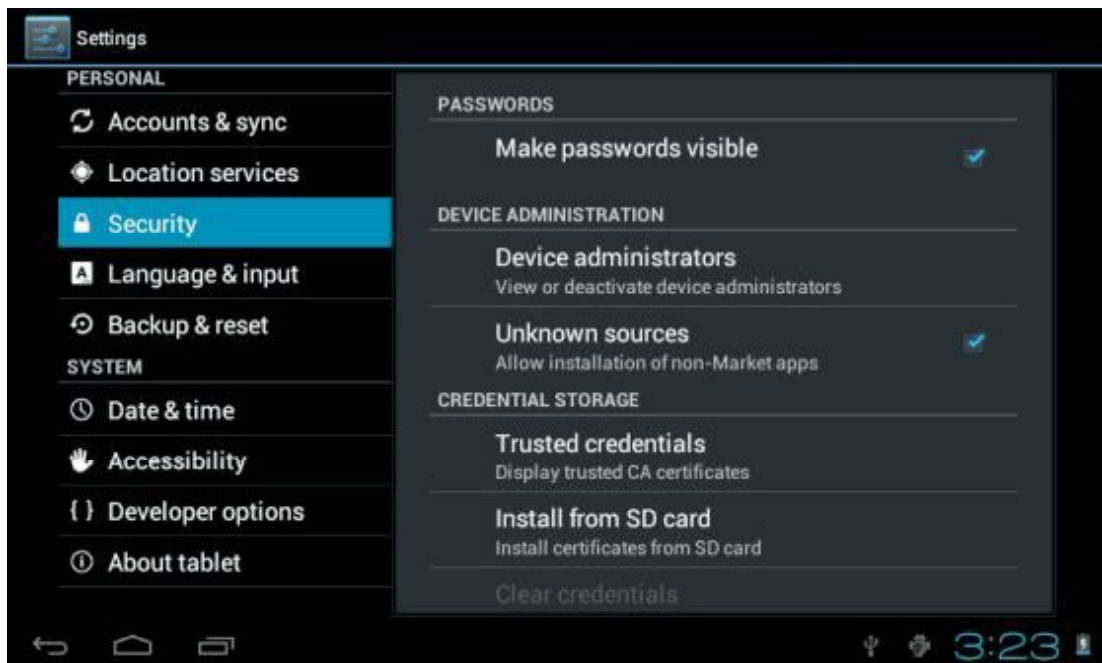 Settings
PERSONAL
Accounts & sync
Location services
Security
Language & input
Backup & reset
SYSTEM
Date & time
Accessibility
Developer options
About tablet
PASSWORDS
Make passwords visible
DEVICE ADMINISTRATION
Device administrators
View or deactivate device administrators
Unknown sources
Allow installation of non-Market apps
CREDENTIAL STORAGE
Trusted credentials
Display trusted CA certificates
Install from SD card
Install certificates from SD card
Clear credentials
3:23